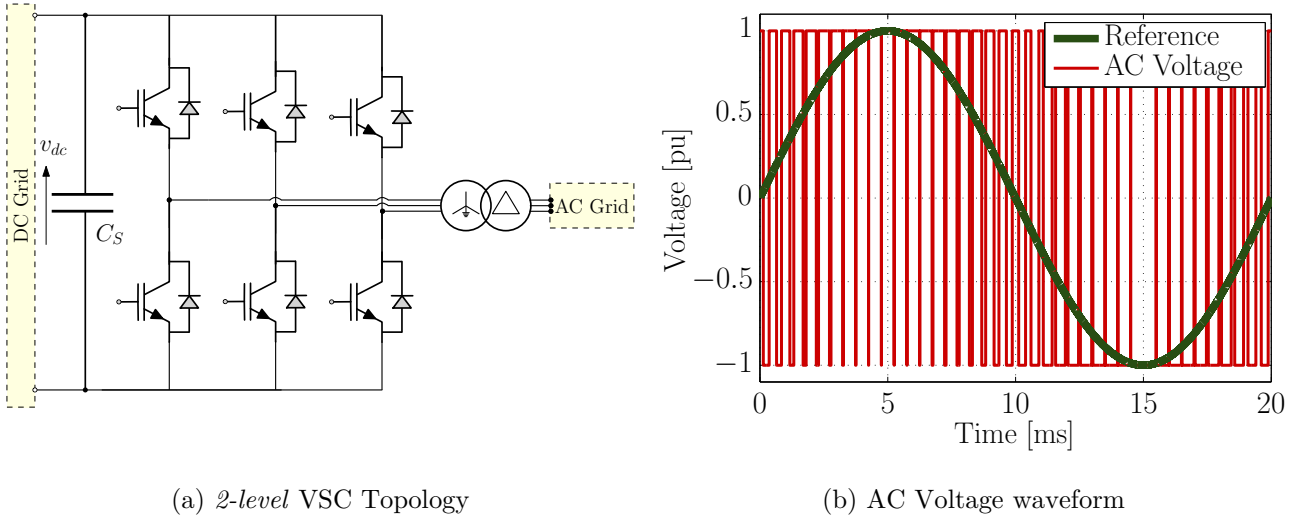 DC Grid
v_dc
C_S
AC Grid
Voltage [pu]
1
0.5
0
−0.5
−1
Reference
AC Voltage
0 5 10 15 20
Time [ms]
(a) 2-level VSC Topology
(b) AC Voltage waveform